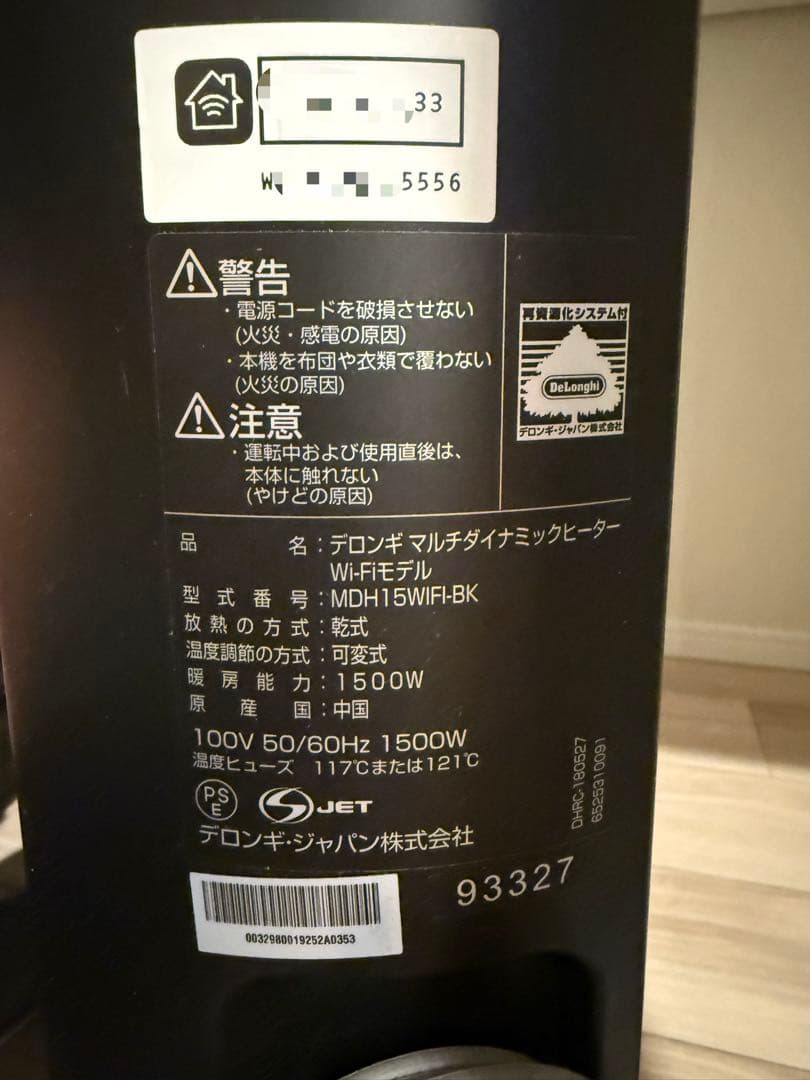 33
5556
警告
・電源コードを破損させない
(火災・感電の原因)
・本機を布団や衣類で覆わない
(火災の原因)
注意
・運転中および使用直後は、
本体に触れない
(やけどの原因)
再資源化システム付
DeLonghi
デロンギ・ジャパン株式会社
品名:デロンギ マルチダイナミックヒーター
Wi-Fiモデル
型式番号:MDH15WIFI-BK
放熱の方式:乾式
温度調節の方式:可変式
暖房能力:1500W
原産国:中国
100V 50/60Hz 1500W
温度ヒューズ 117℃または121℃
PSE JET
デロンギ・ジャパン株式会社
DHRC-180527
6525310091
93327
0032980019252A0353